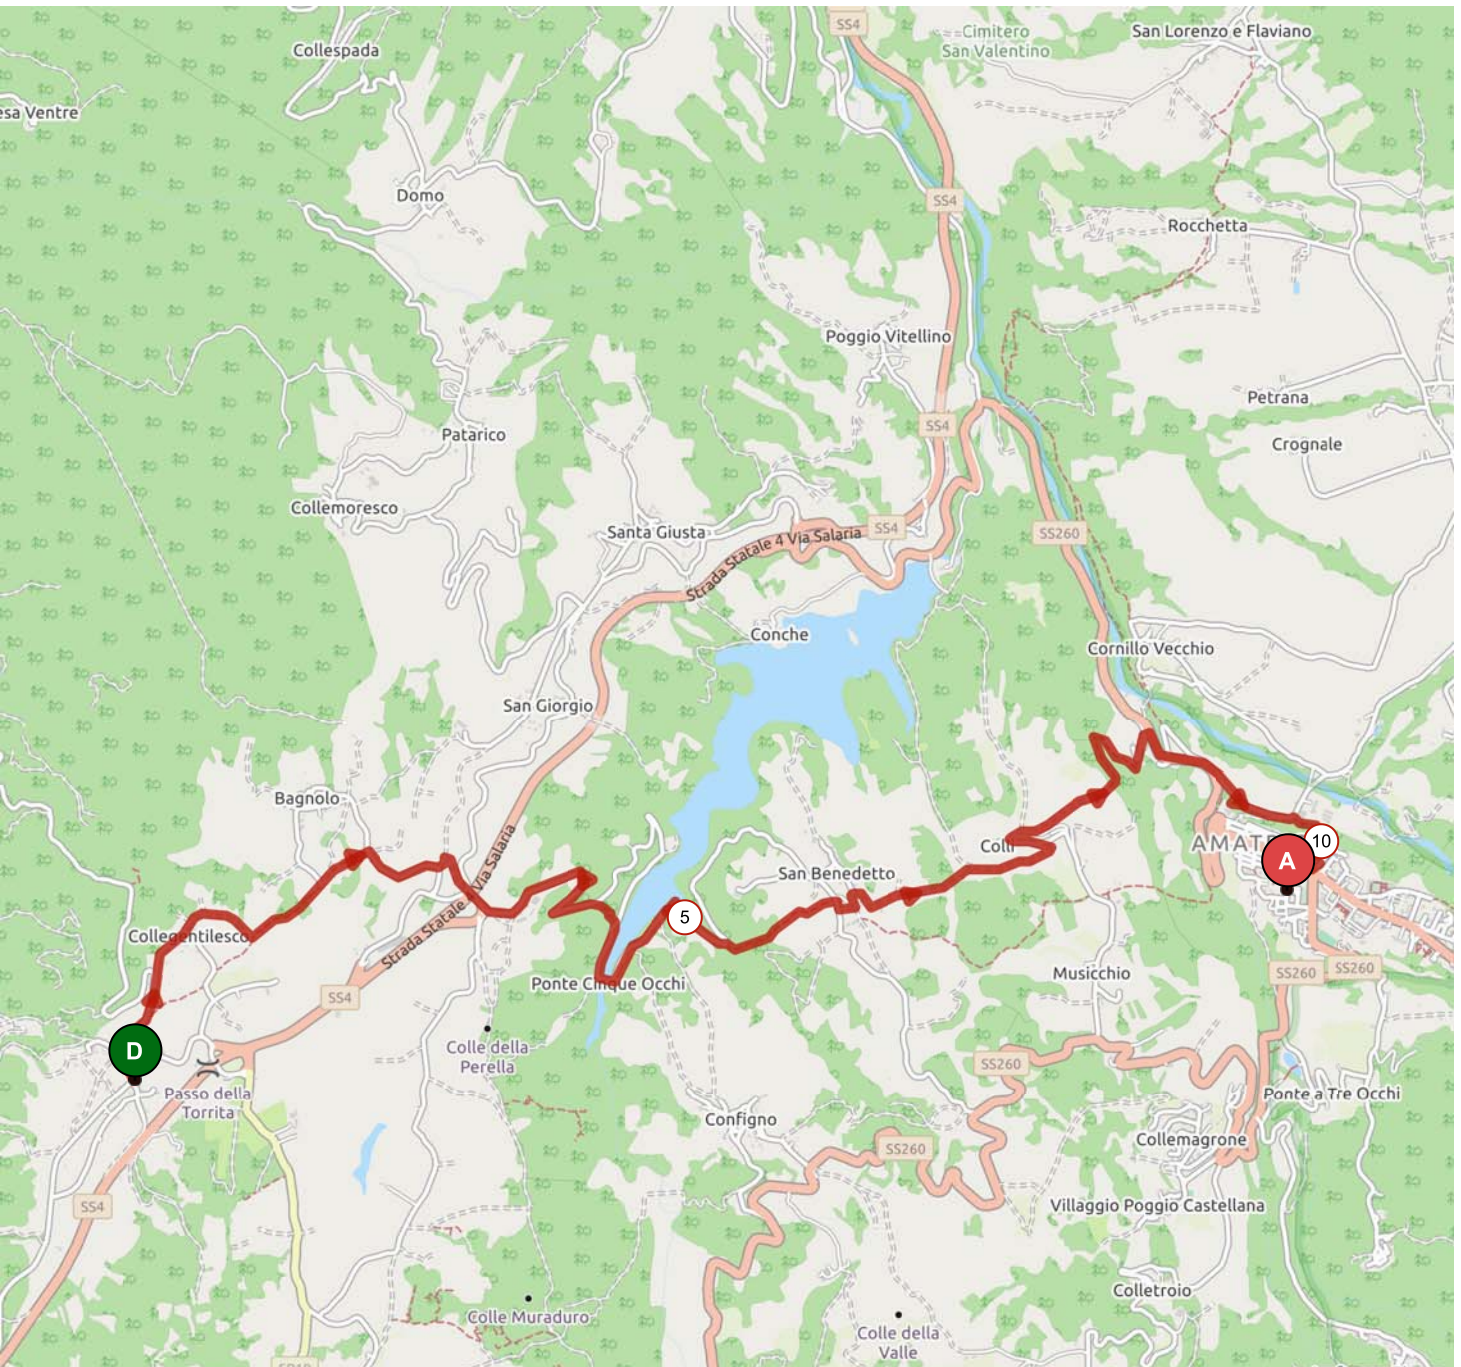 SS4
Cimitero
San Valentino
San Lorenzo e Flaviano
Collespada
esa Ventre
Domo
SS4
Rocchetta
Poggio Vitellino
Petrana
SS4
Patarico
Crognale
Collemoresco
Santa Giusta
Strada Statale 4 Via Salaria
SS4
SS260
Conche
Cornillo Vecchio
San Giorgio
Bagnolo
Colli
10
A
San Benedetto
5
Collegentilesco
Via Salaria
Strada Statale
Ponte Cinque Occhi
Musicchio
SS260
SS260
SS4
D
Colle della
Perella
SS260
Passo della
Torrita
Ponte a Tre Occhi
Configno
Collemagrone
SS260
SS4
Villaggio Poggio Castellana
Colletroio
Colle Muraduro
Colle della
Valle